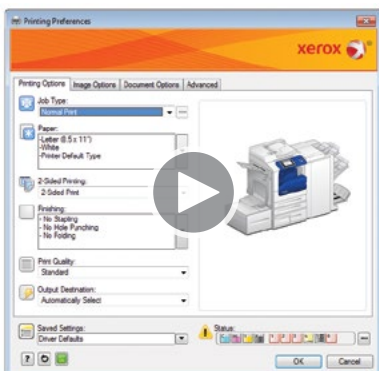 Printing Preferences
xerox
Printing Options Image Options Document Options Advanced
Job Type:
Normal Print
Paper:
-Letter (8.5 x 11")
-White
-Printer Default Type
2-Sided Printing:
2-Sided Print
Finishing:
- No Stapling
- No Hole Punching
- No Folding
Print Quality:
Standard
Output Destination:
Automatically Select
Saved Settings:
Driver Defaults
Status:
?
OK Cancel